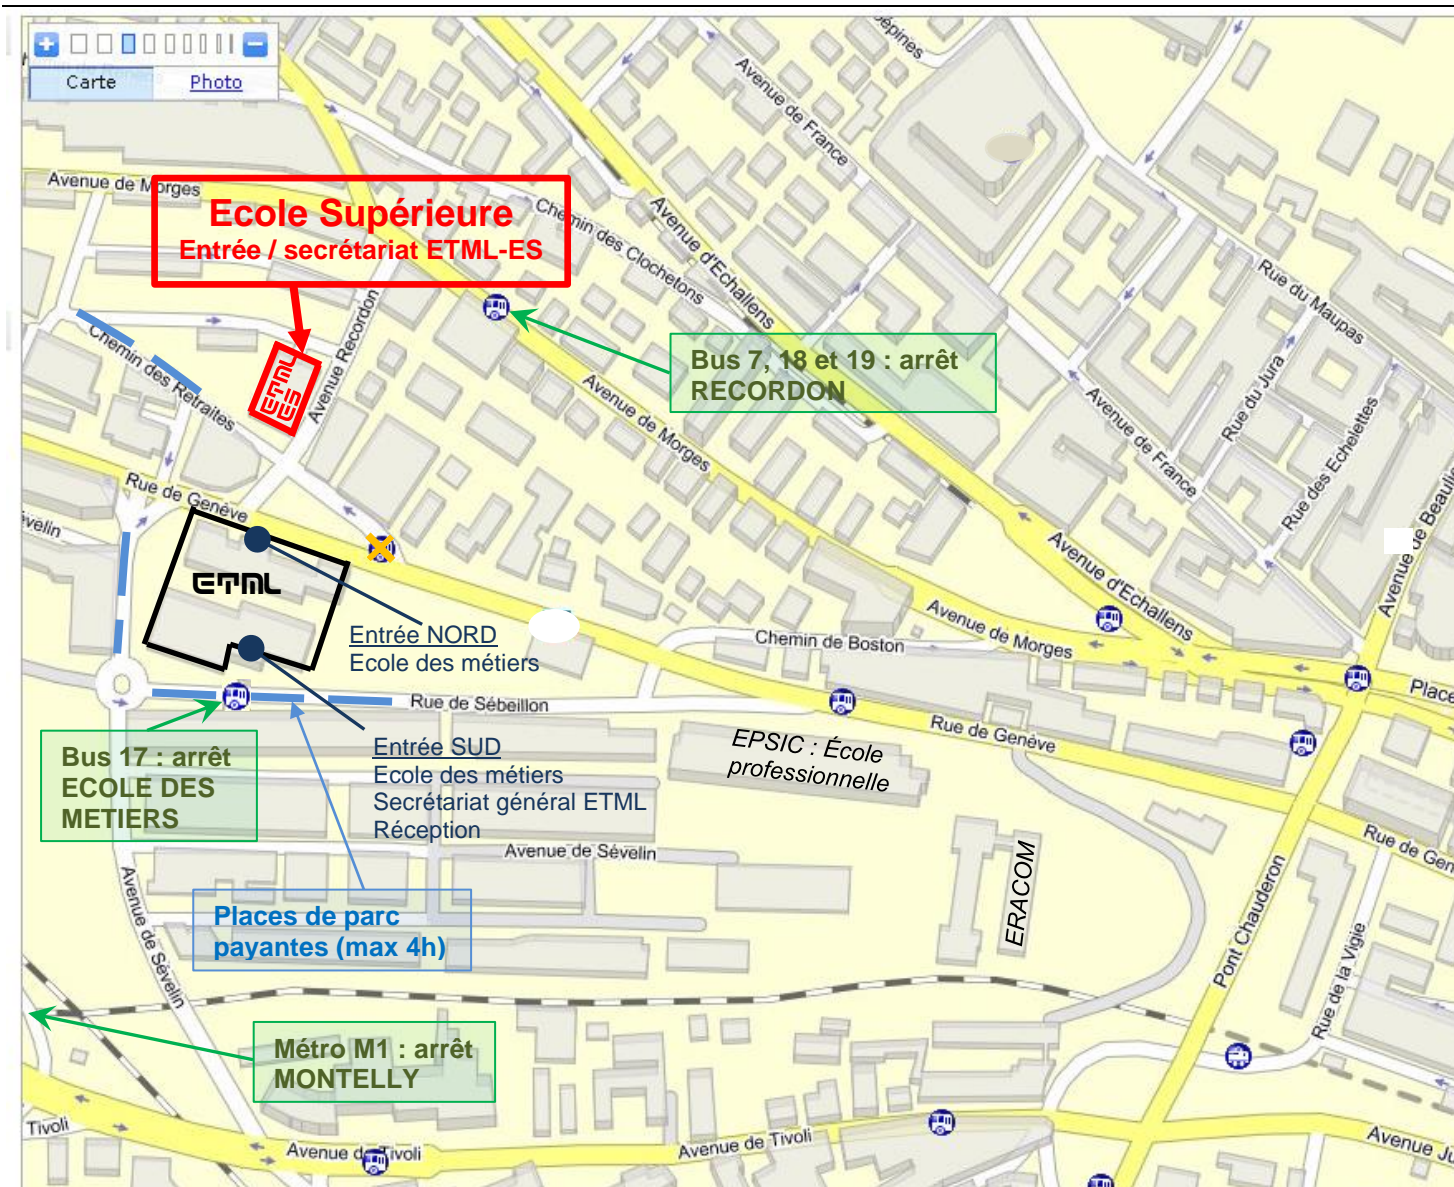 Carte
Photo
Avenue de Morges
Ecole Supérieure
Entrée / secrétariat ETML-ES
Avenue de France
Chemin des Clochetons
Avenue d'Echallens
Rue du Maupas
Avenue Recordon
Chemin des Retraites
ETML
ES
Bus 7, 18 et 19 : arrêt
RECORDON
Rue du Jura
Avenue de Morges
Avenue de France
Rue des Echelettes
Rue de Genève
ETML
Avenue d'Echallens
Avenue de Morges
Entrée NORD
Ecole des métiers
Chemin de Boston
Place
Rue de Sébeillon
Rue de Genève
Bus 17 : arrêt
ECOLE DES
METIERS
Entrée SUD
Ecole des métiers
Secrétariat général ETML
Réception
EPSIC : École
professionnelle
Avenue de Sévelin
Avenue de Sévelin
ERACOM
Pont Chauderon
Rue de la Vigie
Places de parc
payantes (max 4h)
Métro M1 : arrêt
MONTELLY
Tivoli
Avenue de Tivoli
Avenue de Tivoli